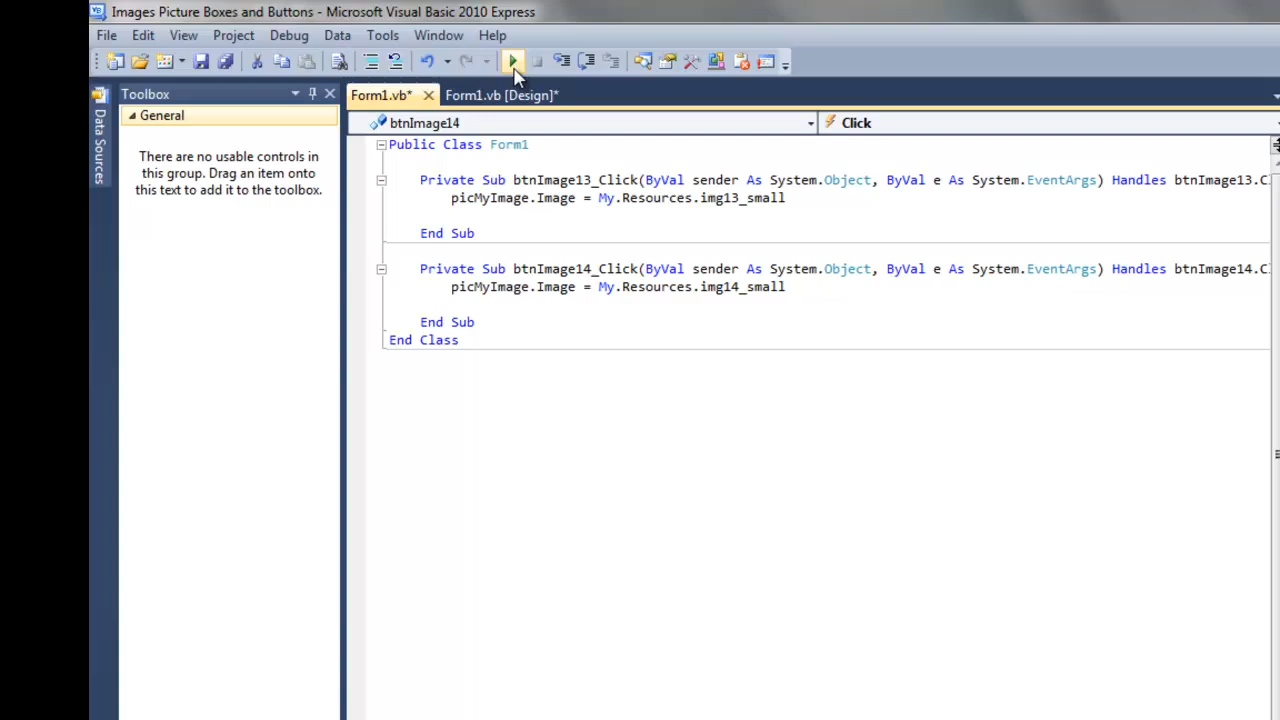 Images Picture Boxes and Buttons - Microsoft Visual Basic 2010 Express
File Edit View Project Debug Data Tools Window Help
Data Sources
Toolbox
General
There are no usable controls in
this group. Drag an item onto
this text to add it to the toolbox.
Form1.vb* Form1.vb [Design]*
btnImage14 Click
Public Class Form1
Private Sub btnImage13_Click(ByVal sender As System.Object, ByVal e As System.EventArgs) Handles btnImage13.Cl
picMyImage.Image = My.Resources.img13_small
End Sub
Private Sub btnImage14_Click(ByVal sender As System.Object, ByVal e As System.EventArgs) Handles btnImage14.Cl
picMyImage.Image = My.Resources.img14_small
End Sub
End Class